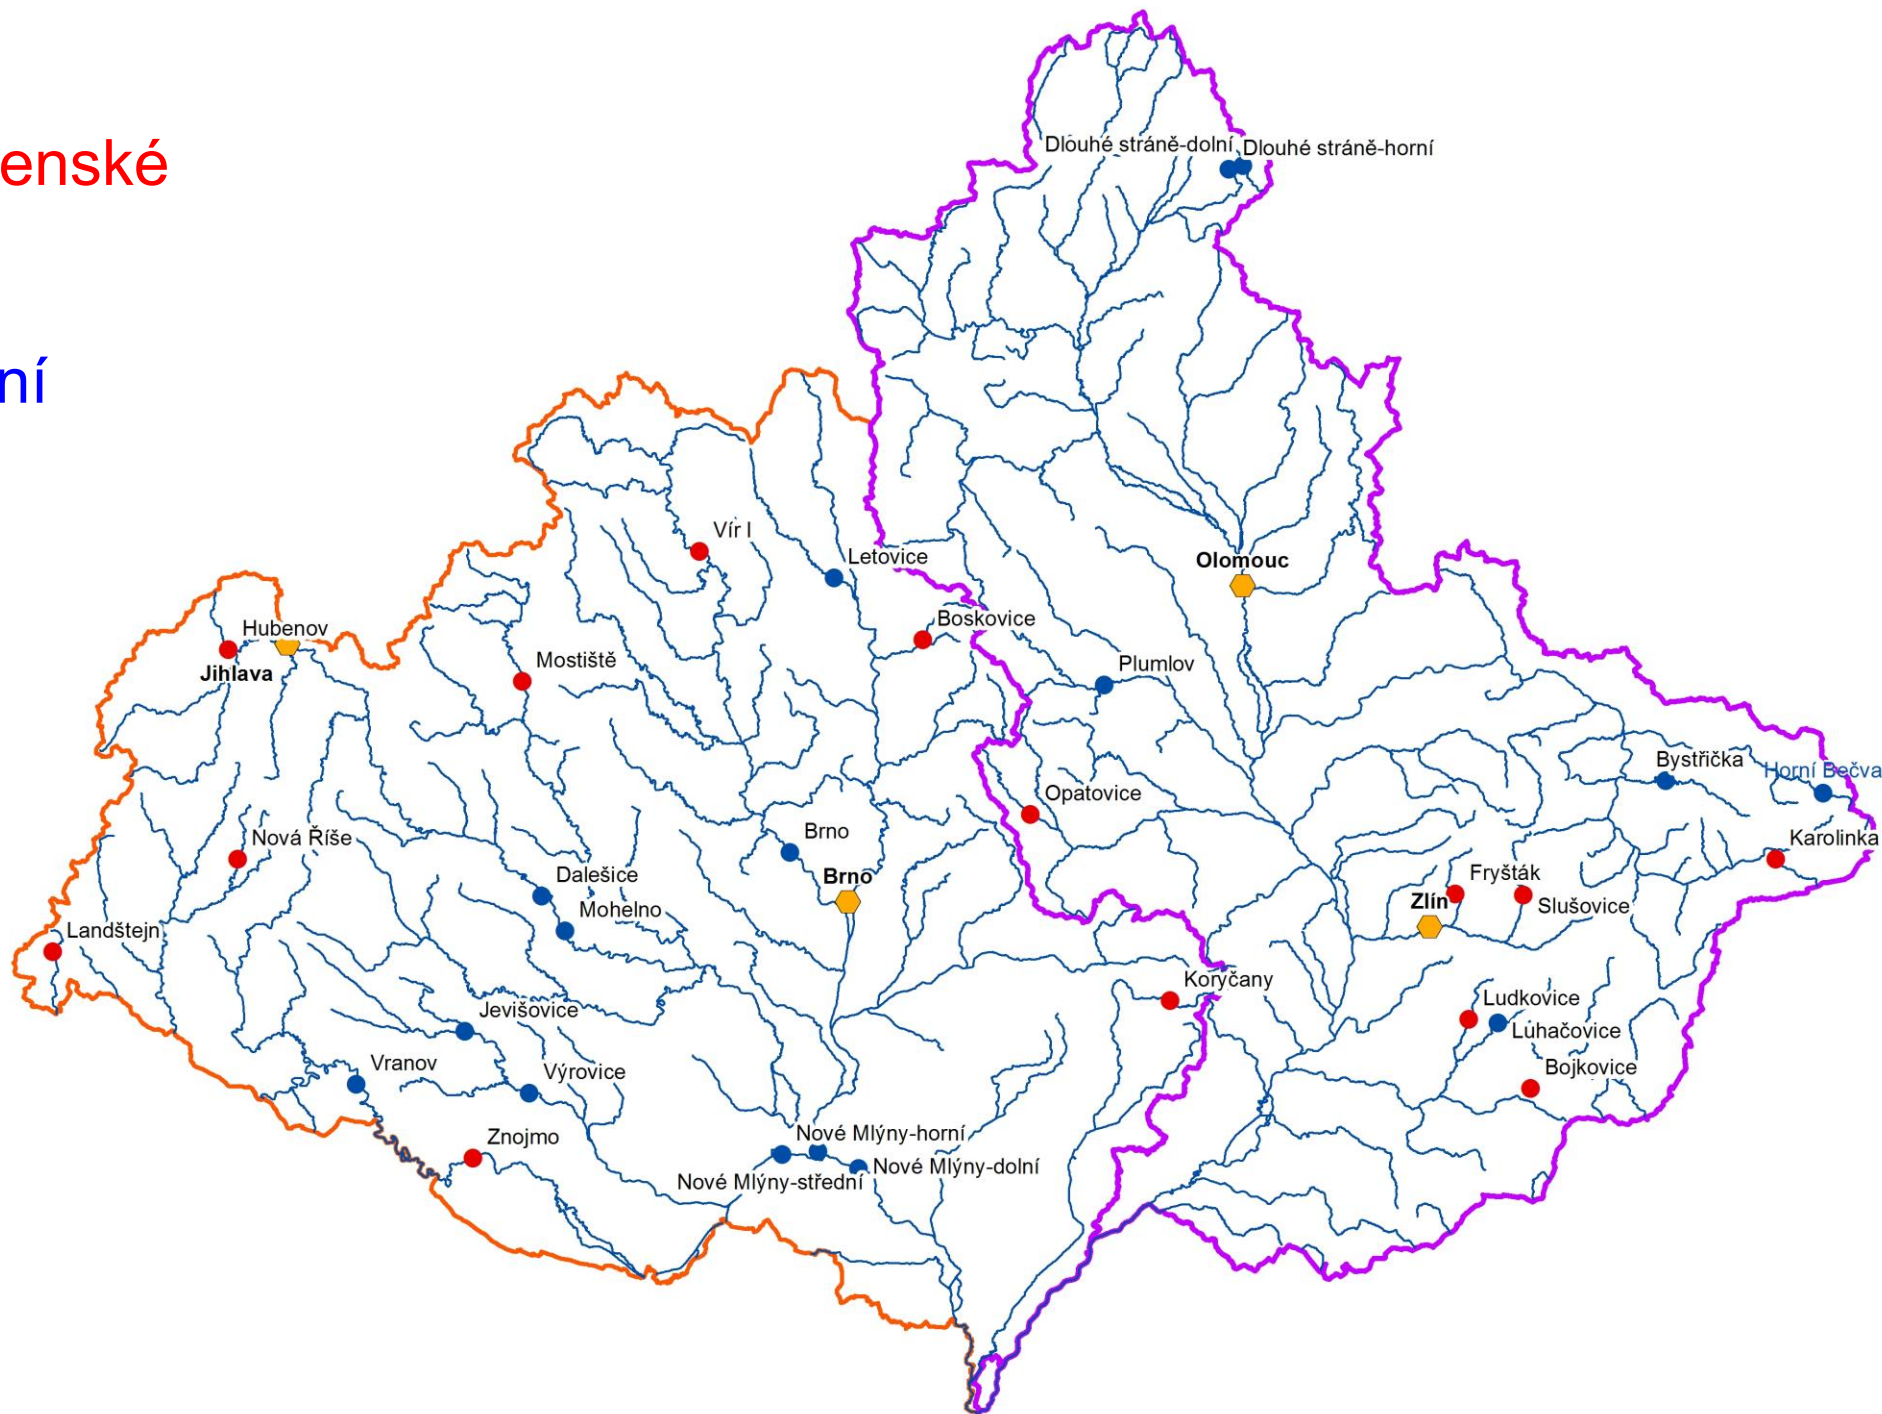 Dlouhé stráně-dolní
Dlouhé stráně-horní
enské
ní
Vír I
Letovice
Olomouc
Boskovice
Hubenov
Mostiště
Jihlava
Plumlov
Bystřička
Horní Bečva
Opatovice
Brno
Nová Říše
Karolinka
Dalešice
Brno
Fryšták
Zlín
Mohelno
Slušovice
Landštejn
Koryčany
Ludkovice
Jevišovice
Luhačovice
Vranov
Výrovice
Bojkovice
Nové Mlýny-horní
Znojmo
Nové Mlýny-dolní
Nové Mlýny-střední